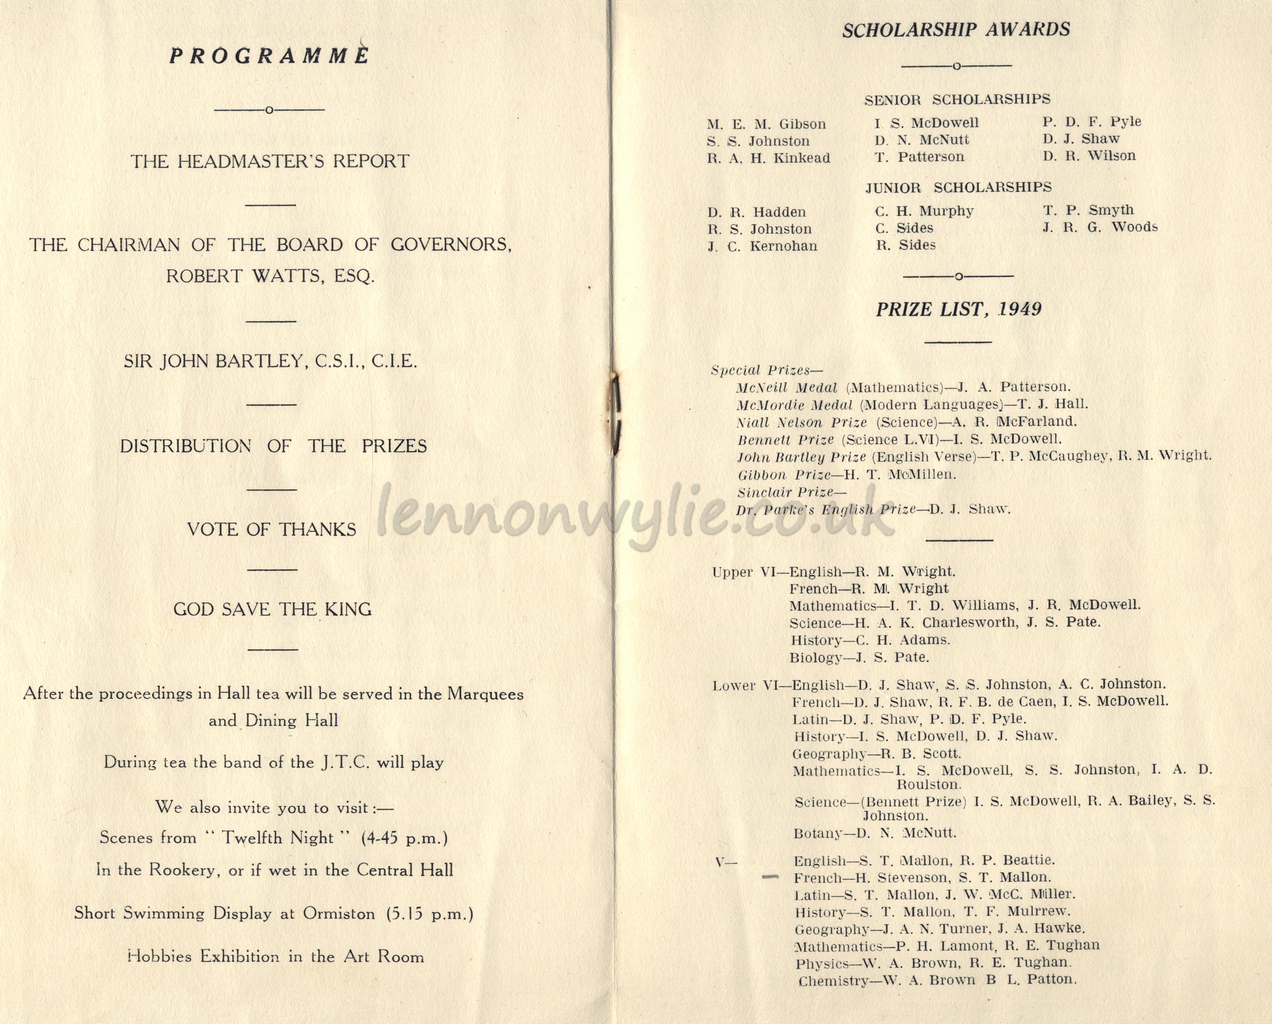 PROGRAMME
THE HEADMASTER'S REPORT
THE CHAIRMAN OF THE BOARD OF GOVERNORS,
ROBERT WATTS, ESQ.
SIR JOHN BARTLEY, C.S.I., C.I.E.
DISTRIBUTION OF THE PRIZES
VOTE OF THANKS
GOD SAVE THE KING
After the proceedings in Hall tea will be served in the Marquees
and Dining Hall
During tea the band of the J.T.C. will play
We also invite you to visit :—
Scenes from " Twelfth Night " (4-45 p.m.)
In the Rookery, or if wet in the Central Hall
Short Swimming Display at Ormiston (5.15 p.m.)
Hobbies Exhibition in the Art Room
SCHOLARSHIP AWARDS
SENIOR SCHOLARSHIPS
M. E. M. Gibson I S. McDowell P. D. F. Pyle
S. S. Johnston D. N. McNutt D. J. Shaw
R. A. H. Kinkead T. Patterson D. R. Wilson
JUNIOR SCHOLARSHIPS
D. R. Hadden C. H. Murphy T. P. Smyth
R. S. Johnston C. Sides J. R. G. Woods
J. C. Kernohan R. Sides
PRIZE LIST, 1949
Special Prizes—
McNeill Medal (Mathematics)—J. A. Patterson.
McMordie Medal (Modern Languages)—T. J. Hall.
Niall Nelson Prize (Science)—A. R. McFarland.
Bennett Prize (Science L.VI)—I. S. McDowell.
John Bartley Prize (English Verse)—T. P. McCaughey, R. M. Wright.
Gibbon Prize—H. T. McMillen.
Sinclair Prize—
Dr. Parke's English Prize—D. J. Shaw.
Upper VI—English—R. M. Wright.
French—R. M. Wright
Mathematics—I. T. D. Williams, J. R. McDowell.
Science—H. A. K. Charlesworth, J. S. Pate.
History—C. H. Adams.
Biology—J. S. Pate.
Lower VI—English—D. J. Shaw, S. S. Johnston, A. C. Johnston.
French—D. J. Shaw, R. F. B. de Caen, I. S. McDowell.
Latin—D. J. Shaw, P. D. F. Pyle.
History—I. S. McDowell, D. J. Shaw.
Geography—R. B. Scott.
Mathematics—I. S. McDowell, S. S. Johnston, I. A. D.
Roulston.
Science—(Bennett Prize) I. S. McDowell, R. A. Bailey, S. S.
Johnston.
Botany—D. N. McNutt.
V— English—S. T. Mallon, R. P. Beattie.
French—H. Stevenson, S. T. Mallon.
Latin—S. T. Mallon, J. W. McC. Miller.
History—S. T. Mallon, T. F. Mulrrew.
Geography—J. A. N. Turner, J. A. Hawke.
Mathematics—P. H. Lamont, R. E. Tughan
Physics—W. A. Brown, R. E. Tughan.
Chemistry—W. A. Brown B L. Patton.
lennonwylie.co.uk